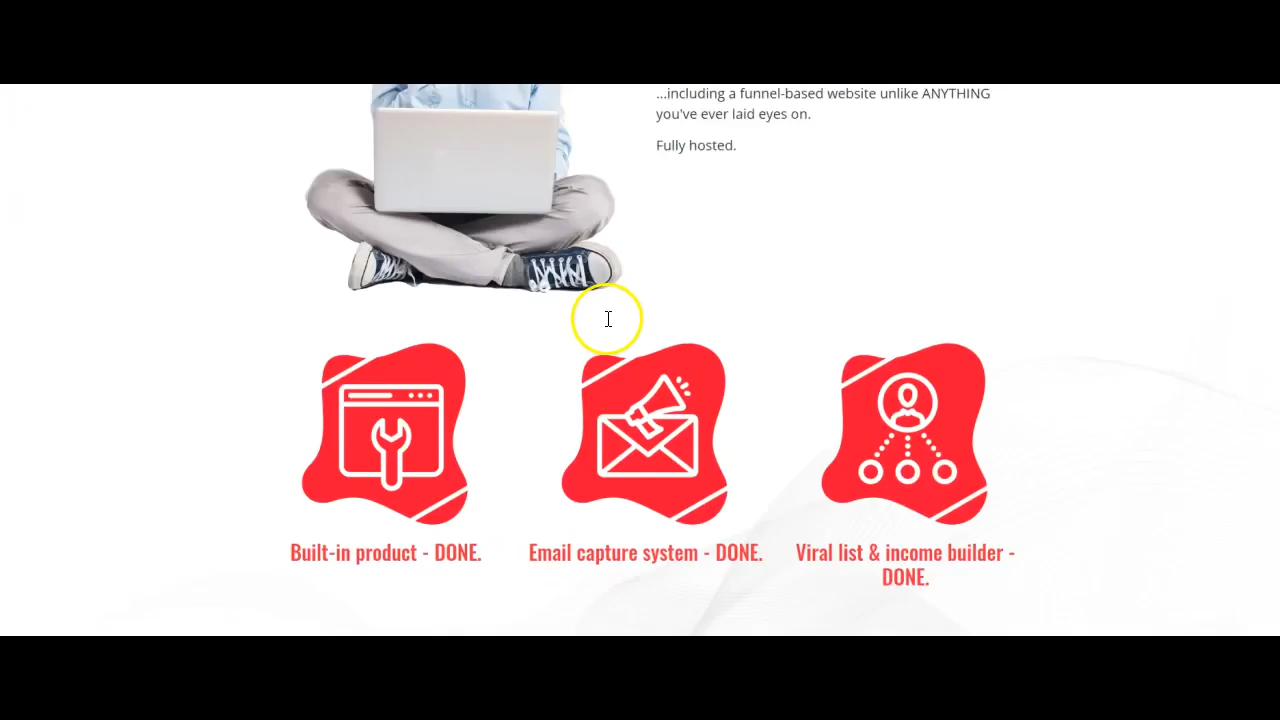 ...including a funnel-based website unlike ANYTHING
you've ever laid eyes on.
Fully hosted.
Built-in product - DONE.
Email capture system - DONE.
Viral list & income builder -
DONE.